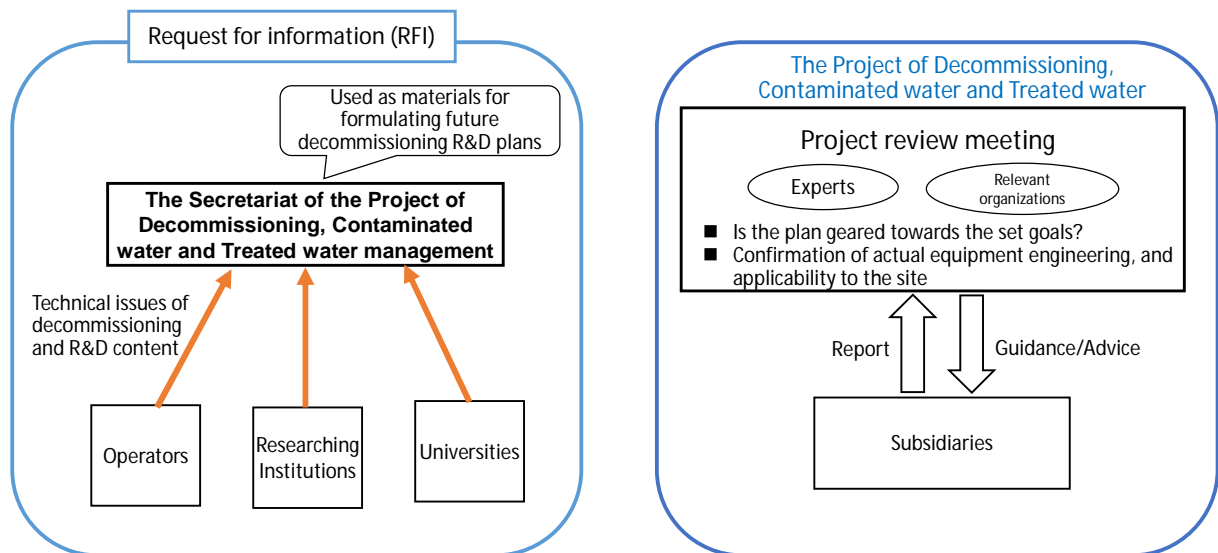 Request for information (RFI)
Used as materials for
formulating future
decommissioning R&D plans
The Secretariat of the Project of
Decommissioning, Contaminated
water and Treated water management
Technical issues of
decommissioning
and R&D content
Operators
Researching
Institutions
Universities
The Project of Decommissioning,
Contaminated water and Treated water
Project review meeting
Experts
Relevant
organizations
■ Is the plan geared towards the set goals?
■ Confirmation of actual equipment engineering, and
applicability to the site
Report
Guidance/Advice
Subsidiaries